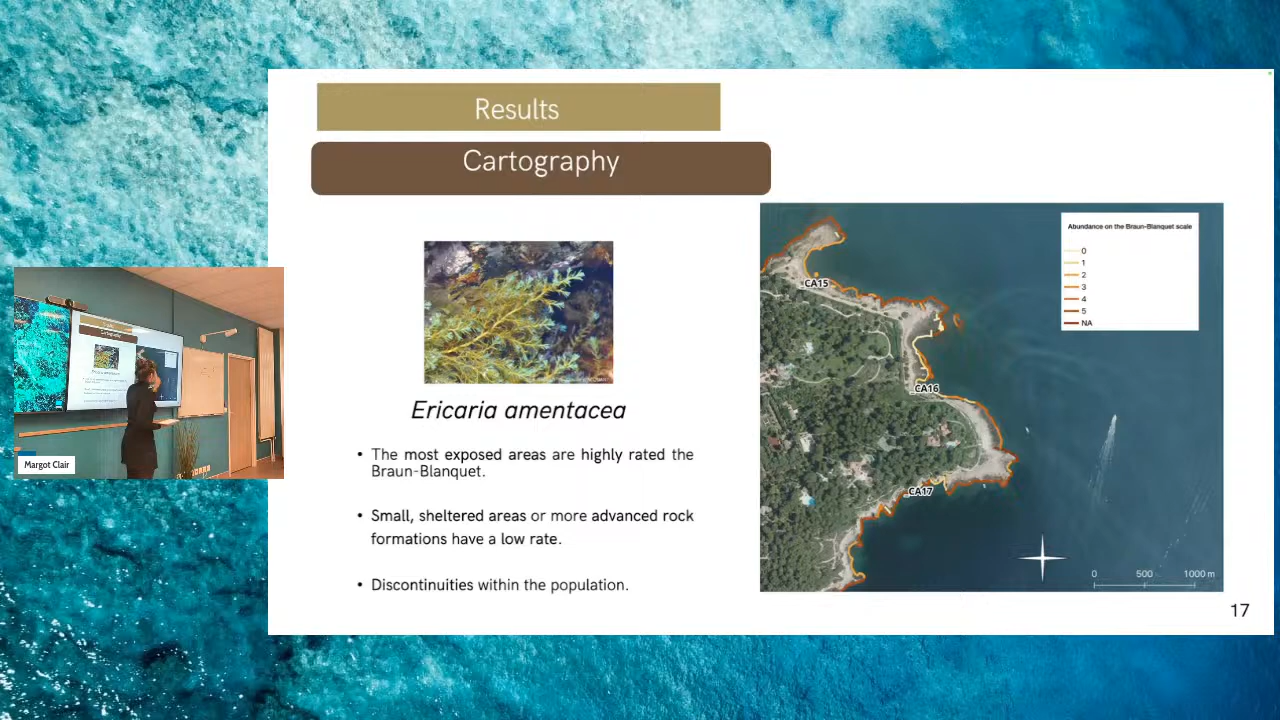 Results
Cartography
Ericaria amentacea
• The most exposed areas are highly rated the
Braun-Blanquet.
• Small, sheltered areas or more advanced rock
formations have a low rate.
• Discontinuities within the population.
Abundance on the Braun-Blanquet scale
0
1
2
3
4
5
NA
CA15
CA16
CA17
0 500 1000 m
17
Margot Clair